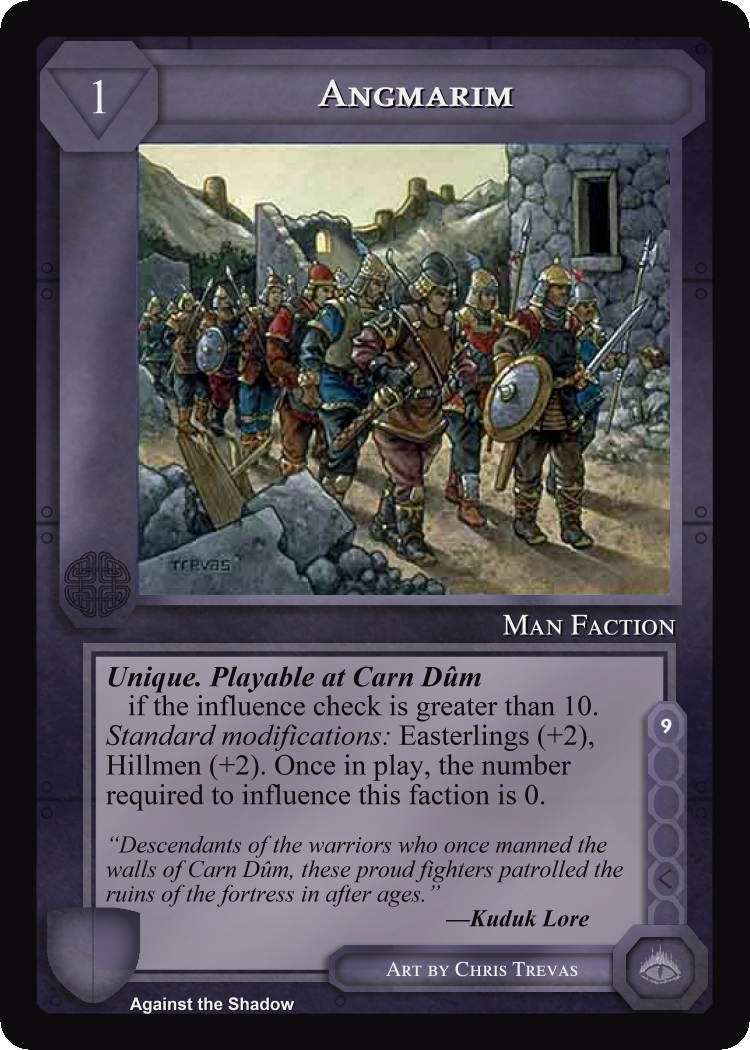 1
Angmarim
Trevas
Man Faction
Unique. Playable at Carn Dûm
if the influence check is greater than 10.
Standard modifications: Easterlings (+2),
Hillmen (+2). Once in play, the number
required to influence this faction is 0.
9
“Descendants of the warriors who once manned the
walls of Carn Dûm, these proud fighters patrolled the
ruins of the fortress in after ages.”
—Kuduk Lore
Art by Chris Trevas
Against the Shadow